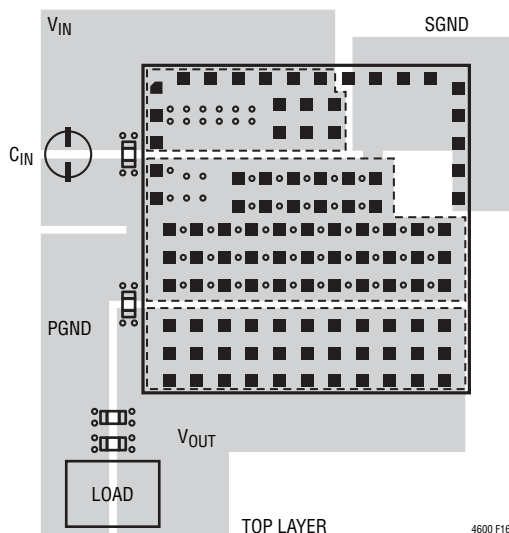 VIN
SGND
CIN
PGND
VOUT
LOAD
TOP LAYER
4600 F16